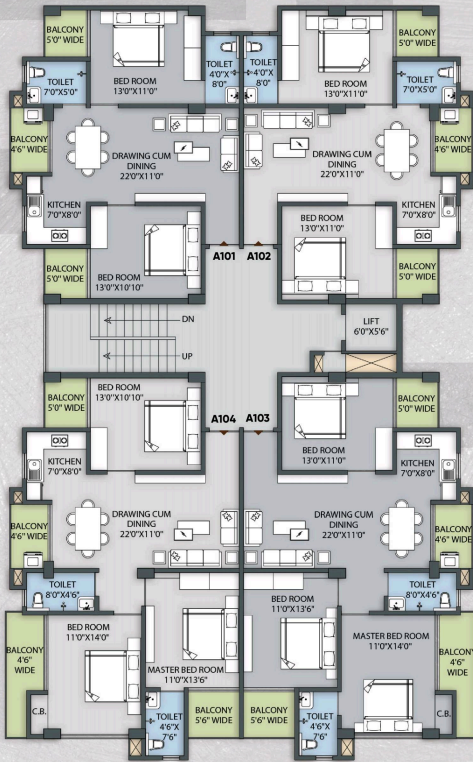 BALCONY
5'0" WIDE
BED ROOM
13'0"X11'0"
TOILET
4'0"X
8'0"
TOILET
7'0"X5'0"
BALCONY
4'6" WIDE
DRAWING CUM
DINING
22'0"X11'0"
KITCHEN
7'0"X8'0"
BALCONY
5'0" WIDE
BED ROOM
13'0"X10'10"
A101
TOILET
4'0"X
8'0"
BED ROOM
13'0"X11'0"
BALCONY
5'0" WIDE
TOILET
7'0"X5'0"
DRAWING CUM
DINING
22'0"X11'0"
BALCONY
4'6" WIDE
KITCHEN
7'0"X8'0"
BED ROOM
13'0"X11'0"
BALCONY
5'0" WIDE
A102
DN
UP
LIFT
6'0"X5'6"
BALCONY
5'0" WIDE
BED ROOM
13'0"X10'10"
A104
KITCHEN
7'0"X8'0"
DRAWING CUM
DINING
22'0"X11'0"
BALCONY
4'6" WIDE
TOILET
8'0"X4'6"
BED ROOM
11'0"X14'0"
MASTER BED ROOM
11'0"X13'6"
BALCONY
4'6"
WIDE
C.B.
TOILET
4'6"X
7'6"
BALCONY
5'6" WIDE
A103
BED ROOM
13'0"X11'0"
BALCONY
5'0" WIDE
KITCHEN
7'0"X8'0"
DRAWING CUM
DINING
22'0"X11'0"
BALCONY
4'6" WIDE
TOILET
8'0"X4'6"
BED ROOM
11'0"X13'6"
MASTER BED ROOM
11'0"X14'0"
BALCONY
4'6"
WIDE
C.B.
BALCONY
5'6" WIDE
TOILET
4'6"X
7'6"